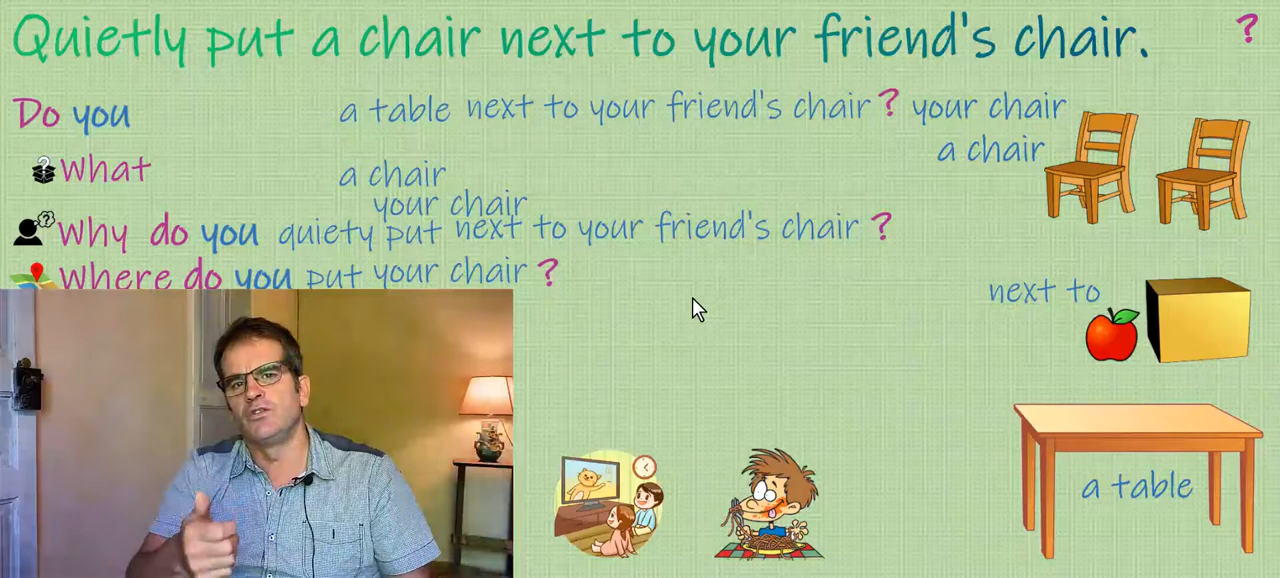 Quietly put a chair next to your friend's chair. ?
Do you a table next to your friend's chair ? your chair
a chair
What
a chair
your chair
Why do you quiety put next to your friend's chair ?
Where do you put your chair ?
next to
a table